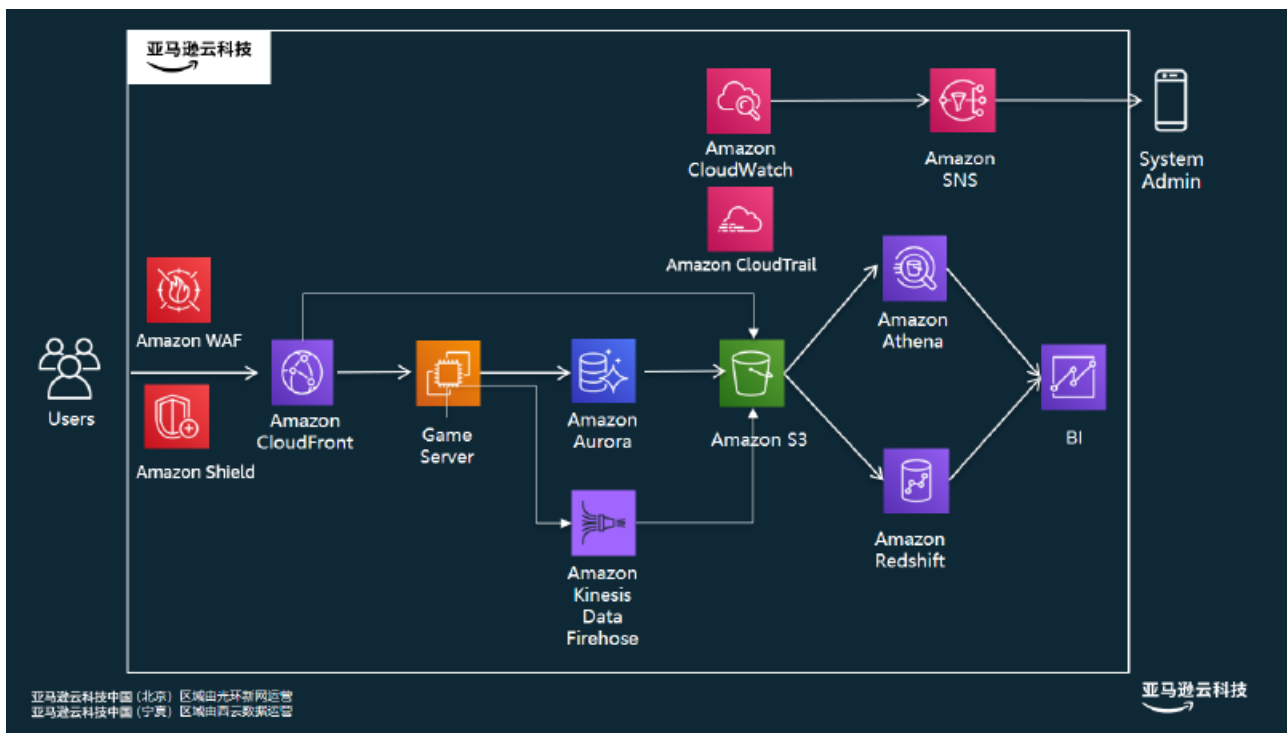 亚马逊云科技
Amazon
CloudWatch
Amazon
SNS
System
Admin
Amazon CloudTrail
Amazon WAF
Amazon
Athena
Users
Amazon
CloudFront
Game
Server
Amazon
Aurora
Amazon S3
BI
Amazon Shield
Amazon
Redshift
Amazon
Kinesis
Data
Firehose
亚马逊云科技中国（北京）区域由光环新网运营
亚马逊云科技中国（宁夏）区域由西云数据运营
亚马逊云科技